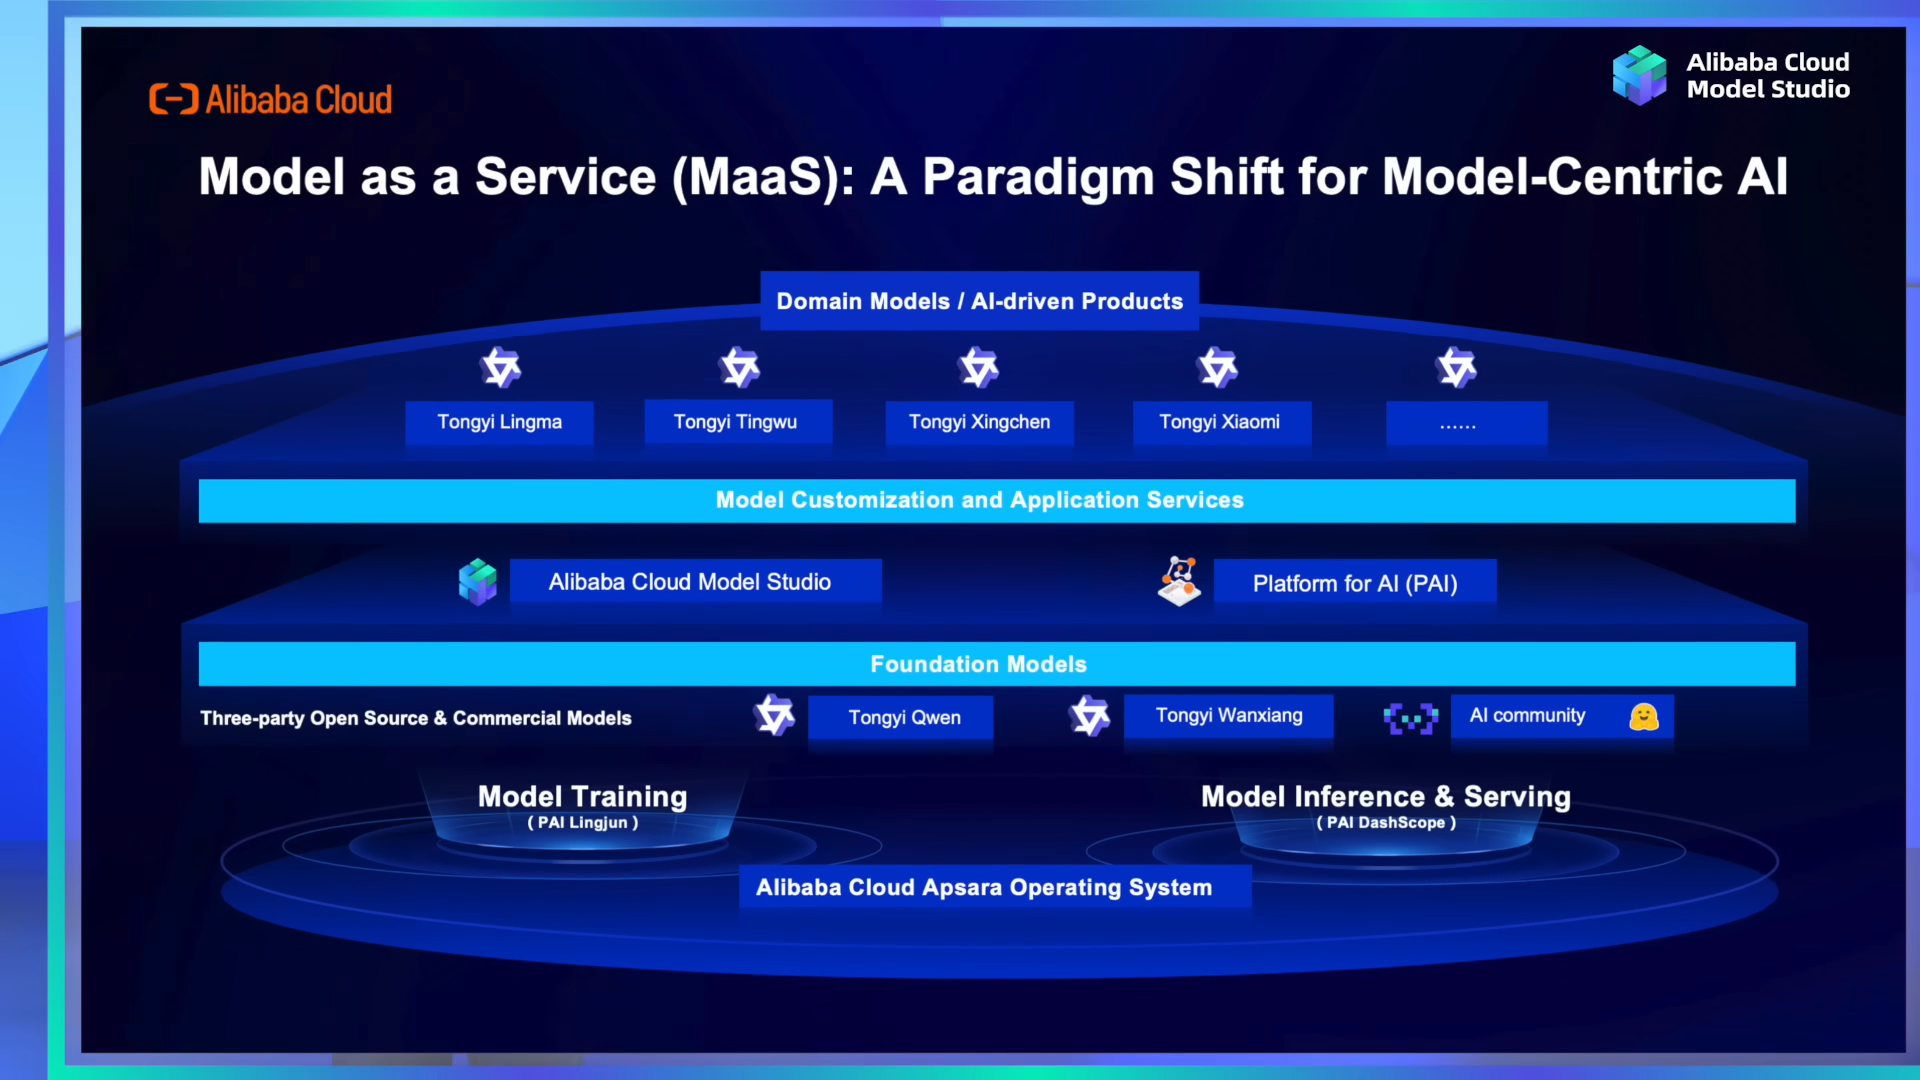 Alibaba Cloud
Alibaba Cloud
Model Studio
Model as a Service (MaaS): A Paradigm Shift for Model-Centric AI
Domain Models / AI-driven Products
Tongyi Lingma
Tongyi Tingwu
Tongyi Xingchen
Tongyi Xiaomi
......
Model Customization and Application Services
Alibaba Cloud Model Studio
Platform for AI (PAI)
Foundation Models
Three-party Open Source & Commercial Models
Tongyi Qwen
Tongyi Wanxiang
AI community
Model Training
( PAI Lingjun )
Model Inference & Serving
( PAI DashScope )
Alibaba Cloud Apsara Operating System